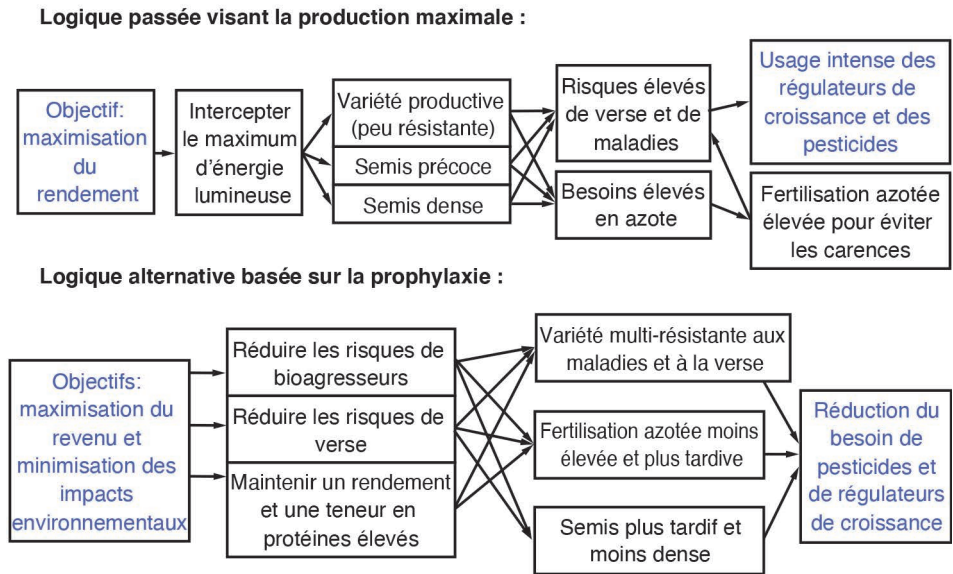 Logique passée visant la production maximale :
Objectif:
maximisation
du
rendement
Intercepter
le maximum
d'énergie
lumineuse
Variété productive
(peu résistante)
Semis précoce
Semis dense
Risques élevés
de verse et de
maladies
Besoins élevés
en azote
Usage intense des
régulateurs de
croissance et des
pesticides
Fertilisation azotée
élevée pour éviter
les carences
Logique alternative basée sur la prophylaxie :
Objectifs:
maximisation du
revenu et
minimisation des
impacts
environnementaux
Réduire les risques de
bioagresseurs
Réduire les risques de
verse
Maintenir un rendement
et une teneur en
protéines élevés
Variété multi-résistante aux
maladies et à la verse
Fertilisation azotée moins
élevée et plus tardive
Semis plus tardif et
moins dense
Réduction du
besoin de
pesticides et
de régulateurs
de croissance